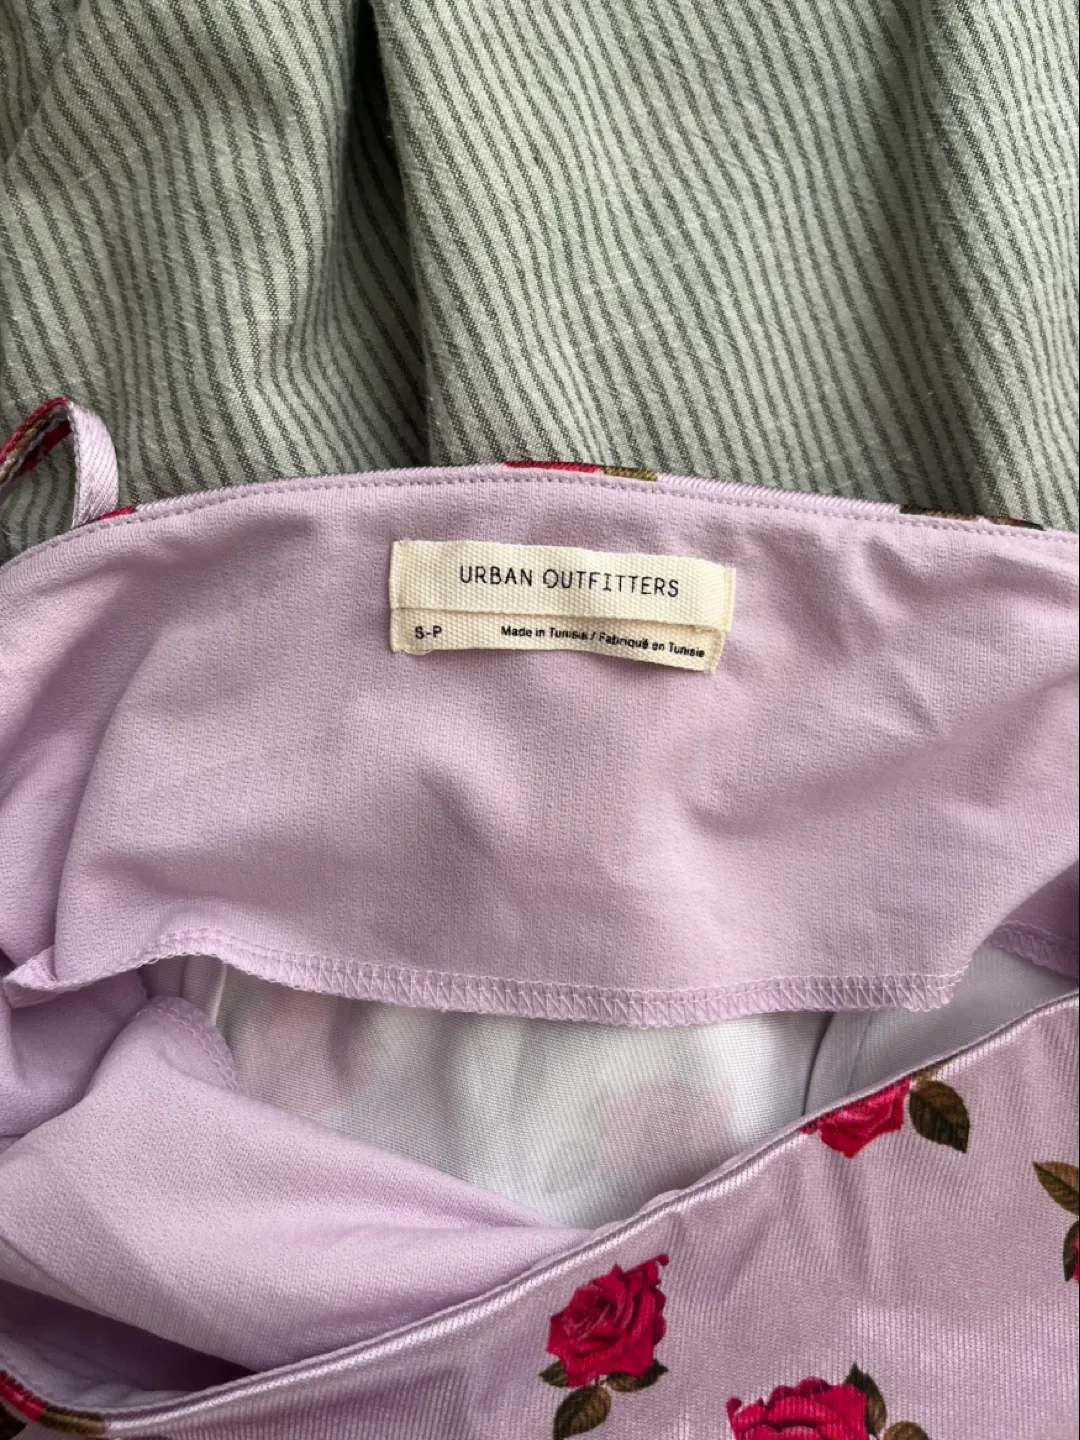 URBAN OUTFITTERS
S-P
Made in Tunisia / Fabriqué en Tunisie